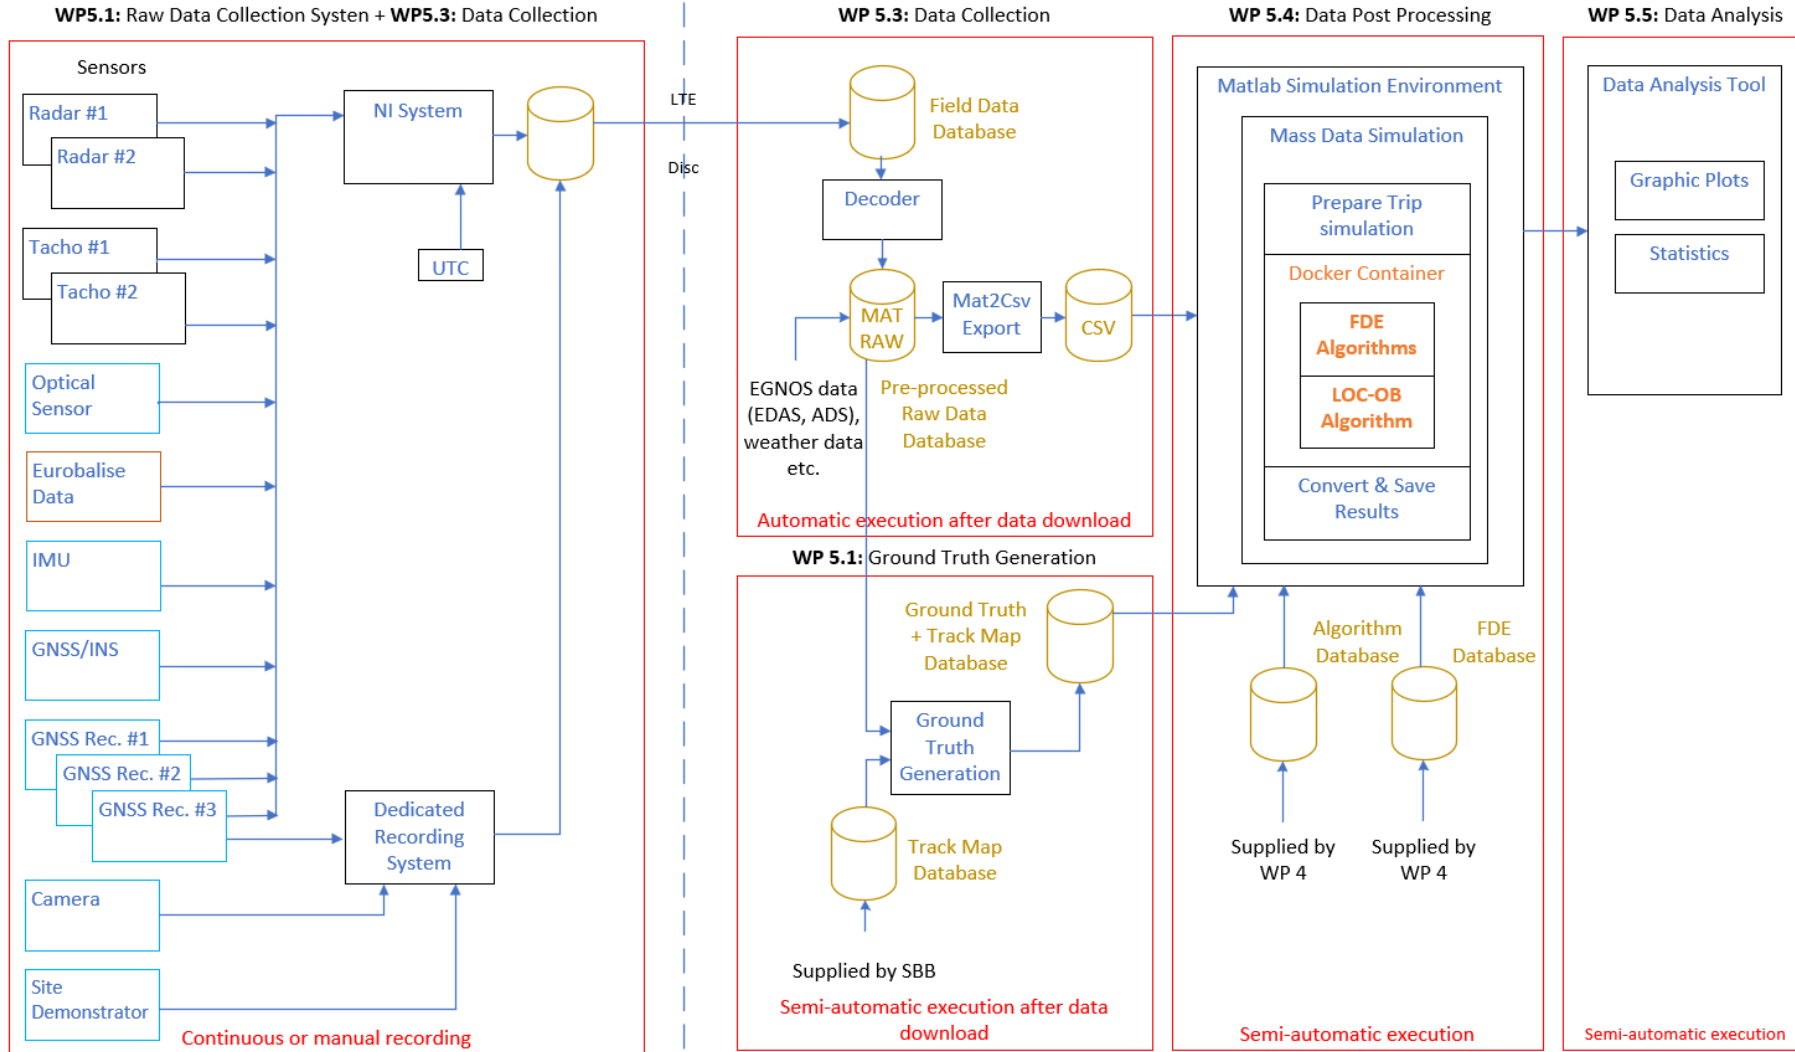 WP5.1: Raw Data Collection Systen + WP5.3: Data Collection
Sensors
Radar #1
Radar #2
Tacho #1
Tacho #2
Optical
Sensor
Eurobalise
Data
IMU
GNSS/INS
GNSS Rec. #1
GNSS Rec. #2
GNSS Rec. #3
Camera
Site
Demonstrator
NI System
UTC
Dedicated
Recording
System
Continuous or manual recording
LTE
Disc
WP 5.3: Data Collection
Field Data
Database
Decoder
MAT
RAW
Mat2Csv
Export
CSV
EGNOS data
(EDAS, ADS),
weather data
etc.
Pre-processed
Raw Data
Database
Automatic execution after data download
WP 5.1: Ground Truth Generation
Ground Truth
+ Track Map
Database
Ground
Truth
Generation
Track Map
Database
Supplied by SBB
Semi-automatic execution after data
download
WP 5.4: Data Post Processing
Matlab Simulation Environment
Mass Data Simulation
Prepare Trip
simulation
Docker Container
FDE
Algorithms
LOC-OB
Algorithm
Convert & Save
Results
Algorithm
Database
FDE
Database
Supplied by
WP 4
Supplied by
WP 4
Semi-automatic execution
WP 5.5: Data Analysis
Data Analysis Tool
Graphic Plots
Statistics
Semi-automatic execution